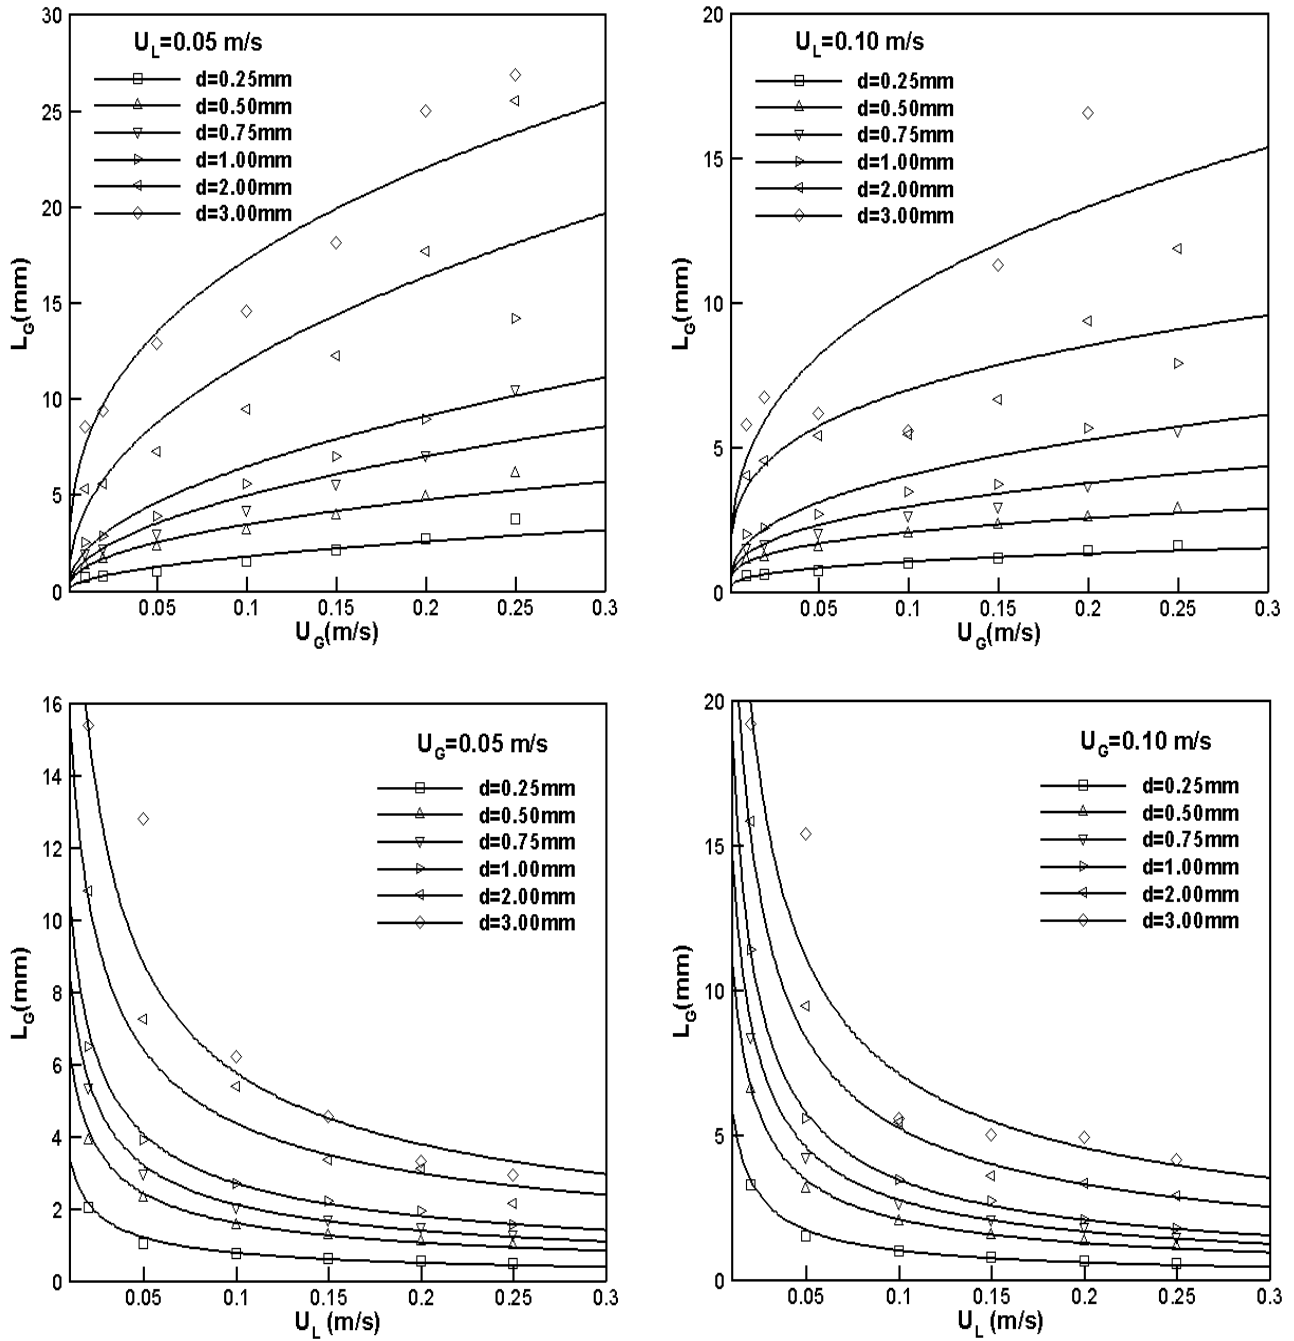 30
25
20
15
10
5
0
L_G(mm)
U_L=0.05 m/s
d=0.25mm
d=0.50mm
d=0.75mm
d=1.00mm
d=2.00mm
d=3.00mm
0.05 0.1 0.15 0.2 0.25 0.3
U_G(m/s)
20
15
10
5
0
L_G(mm)
U_L=0.10 m/s
d=0.25mm
d=0.50mm
d=0.75mm
d=1.00mm
d=2.00mm
d=3.00mm
0.05 0.1 0.15 0.2 0.25 0.3
U_G(m/s)
16
14
12
10
8
6
4
2
0
L_G(mm)
U_G=0.05 m/s
d=0.25mm
d=0.50mm
d=0.75mm
d=1.00mm
d=2.00mm
d=3.00mm
0.05 0.1 0.15 0.2 0.25 0.3
U_L (m/s)
20
15
10
5
0
L_G(mm)
U_G=0.10 m/s
d=0.25mm
d=0.50mm
d=0.75mm
d=1.00mm
d=2.00mm
d=3.00mm
0.05 0.1 0.15 0.2 0.25 0.3
U_L (m/s)